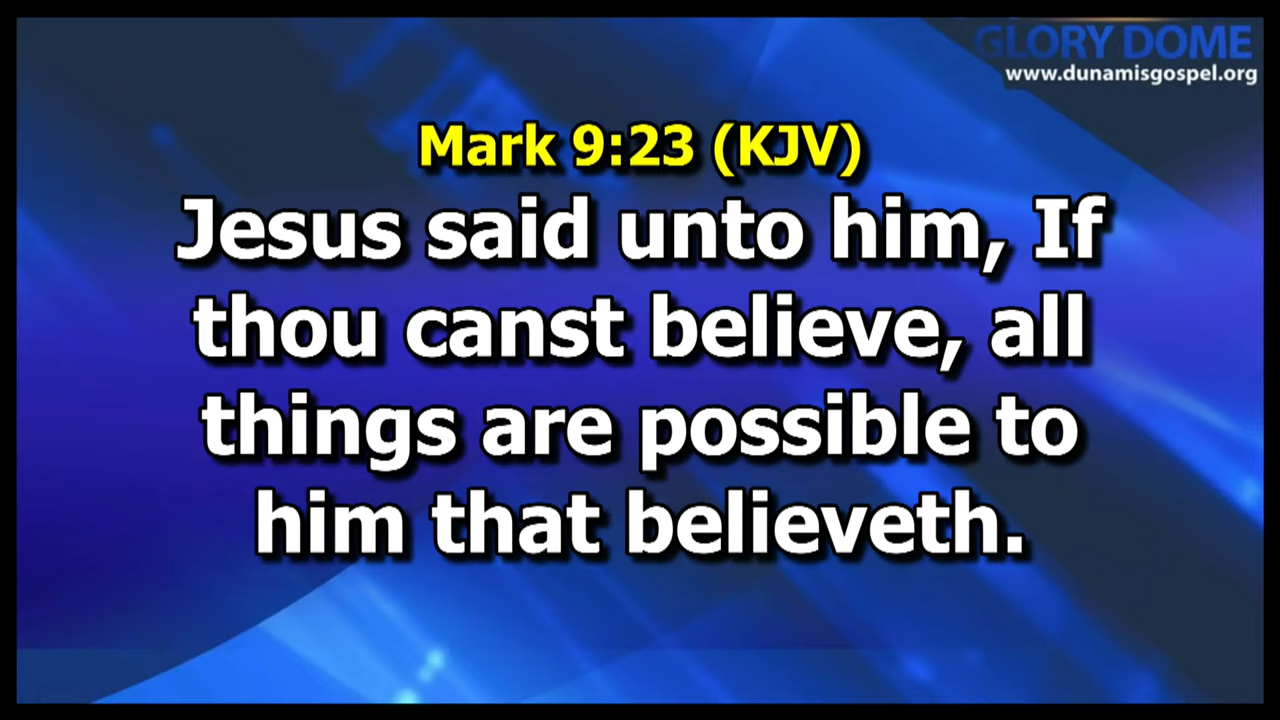 GLORY DOME
www.dunamisgospel.org
Mark 9:23 (KJV)
Jesus said unto him, If
thou canst believe, all
things are possible to
him that believeth.